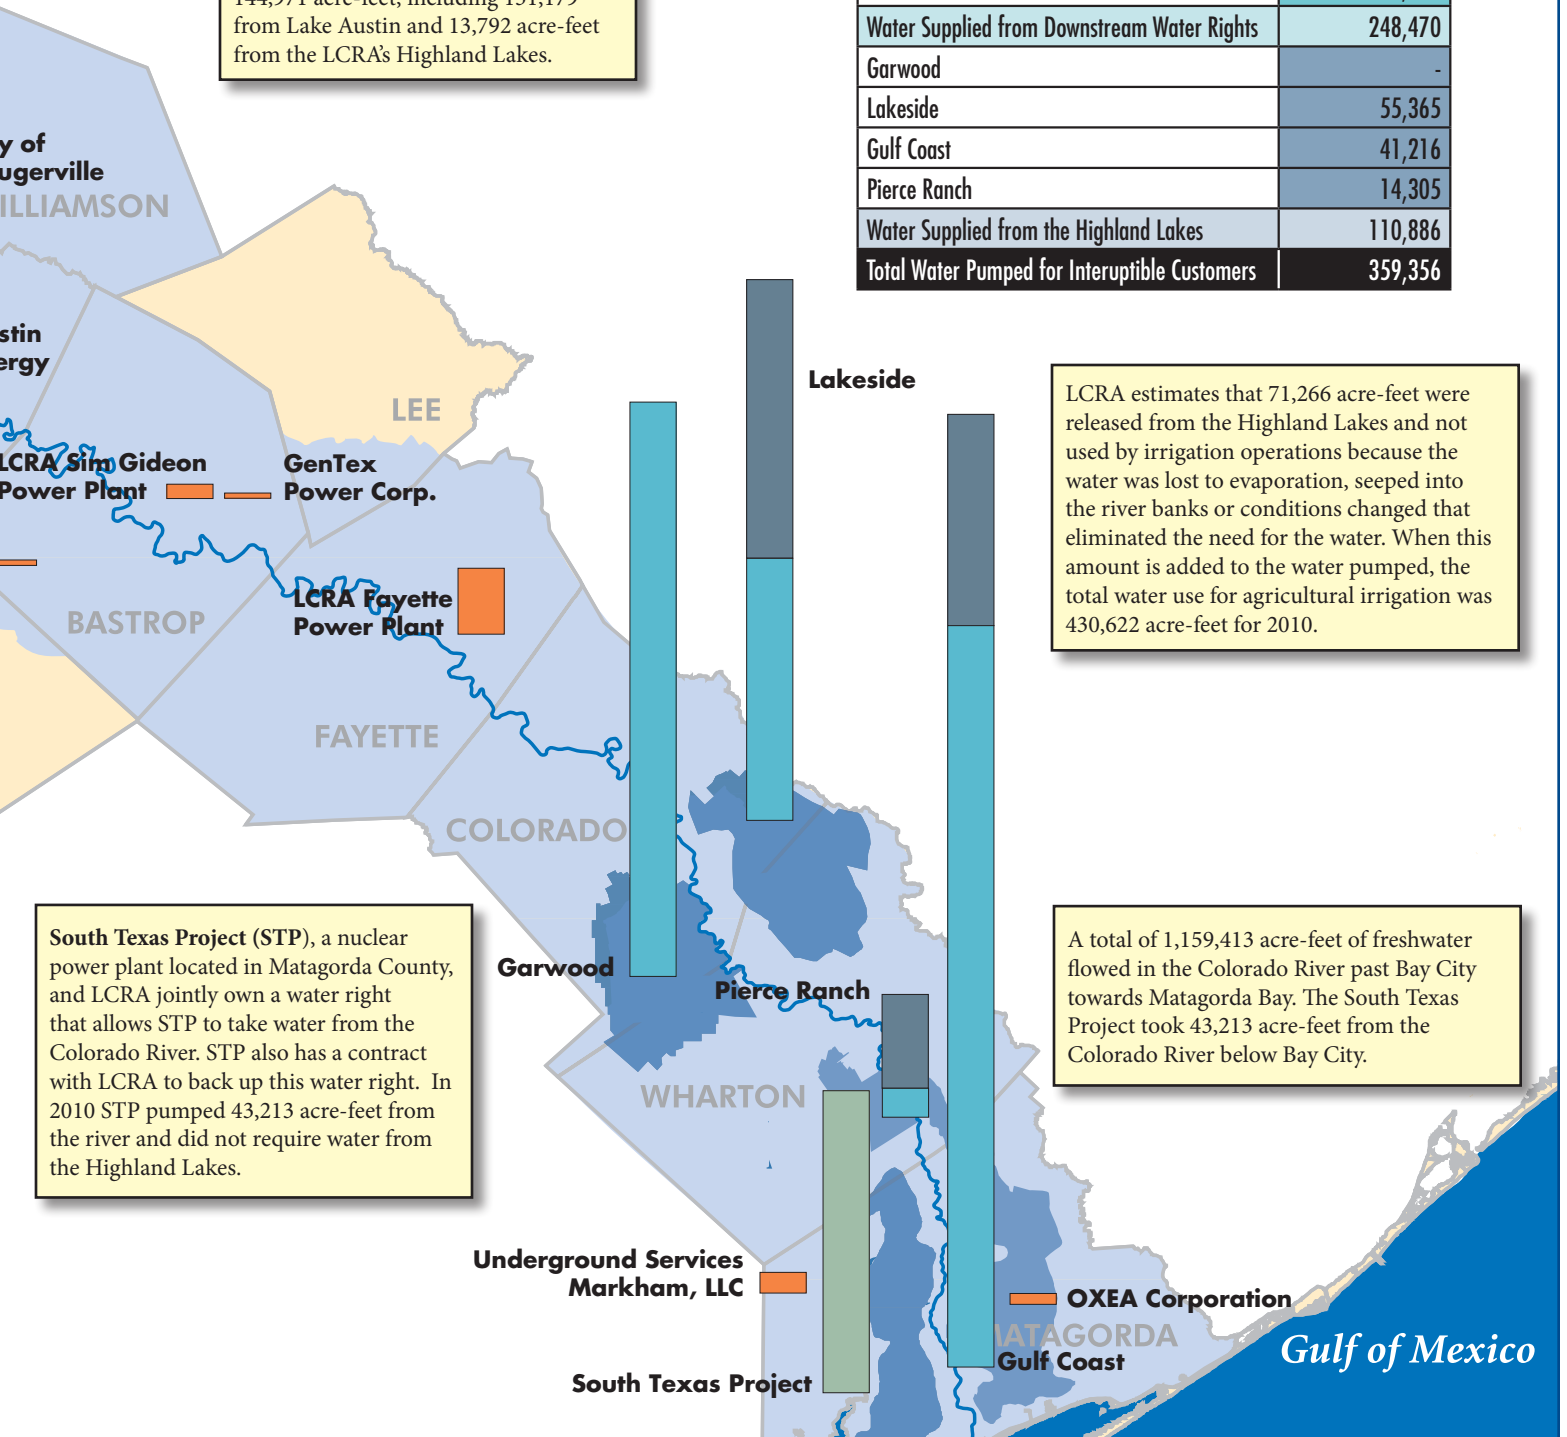 from Lake Austin and 13,792 acre-feet
from the LCRA's Highland Lakes.
Water Supplied from Downstream Water Rights 248,470
Garwood -
Lakeside 55,365
Gulf Coast 41,216
Pierce Ranch 14,305
Water Supplied from the Highland Lakes 110,886
Total Water Pumped for Interuptible Customers 359,356
y of
ugerville
ILLIAMSON
stin
ergy
LEE
Lakeside
LCRA estimates that 71,266 acre-feet were
released from the Highland Lakes and not
used by irrigation operations because the
water was lost to evaporation, seeped into
the river banks or conditions changed that
eliminated the need for the water. When this
amount is added to the water pumped, the
total water use for agricultural irrigation was
430,622 acre-feet for 2010.
LCRA Sim Gideon
Power Plant
GenTex
Power Corp.
LCRA Fayette
Power Plant
BASTROP
FAYETTE
COLORADO
South Texas Project (STP), a nuclear
power plant located in Matagorda County,
and LCRA jointly own a water right
that allows STP to take water from the
Colorado River. STP also has a contract
with LCRA to back up this water right. In
2010 STP pumped 43,213 acre-feet from
the river and did not require water from
the Highland Lakes.
Garwood
Pierce Ranch
A total of 1,159,413 acre-feet of freshwater
flowed in the Colorado River past Bay City
towards Matagorda Bay. The South Texas
Project took 43,213 acre-feet from the
Colorado River below Bay City.
WHARTON
Underground Services
Markham, LLC
OXEA Corporation
MATAGORDA
Gulf Coast
Gulf of Mexico
South Texas Project